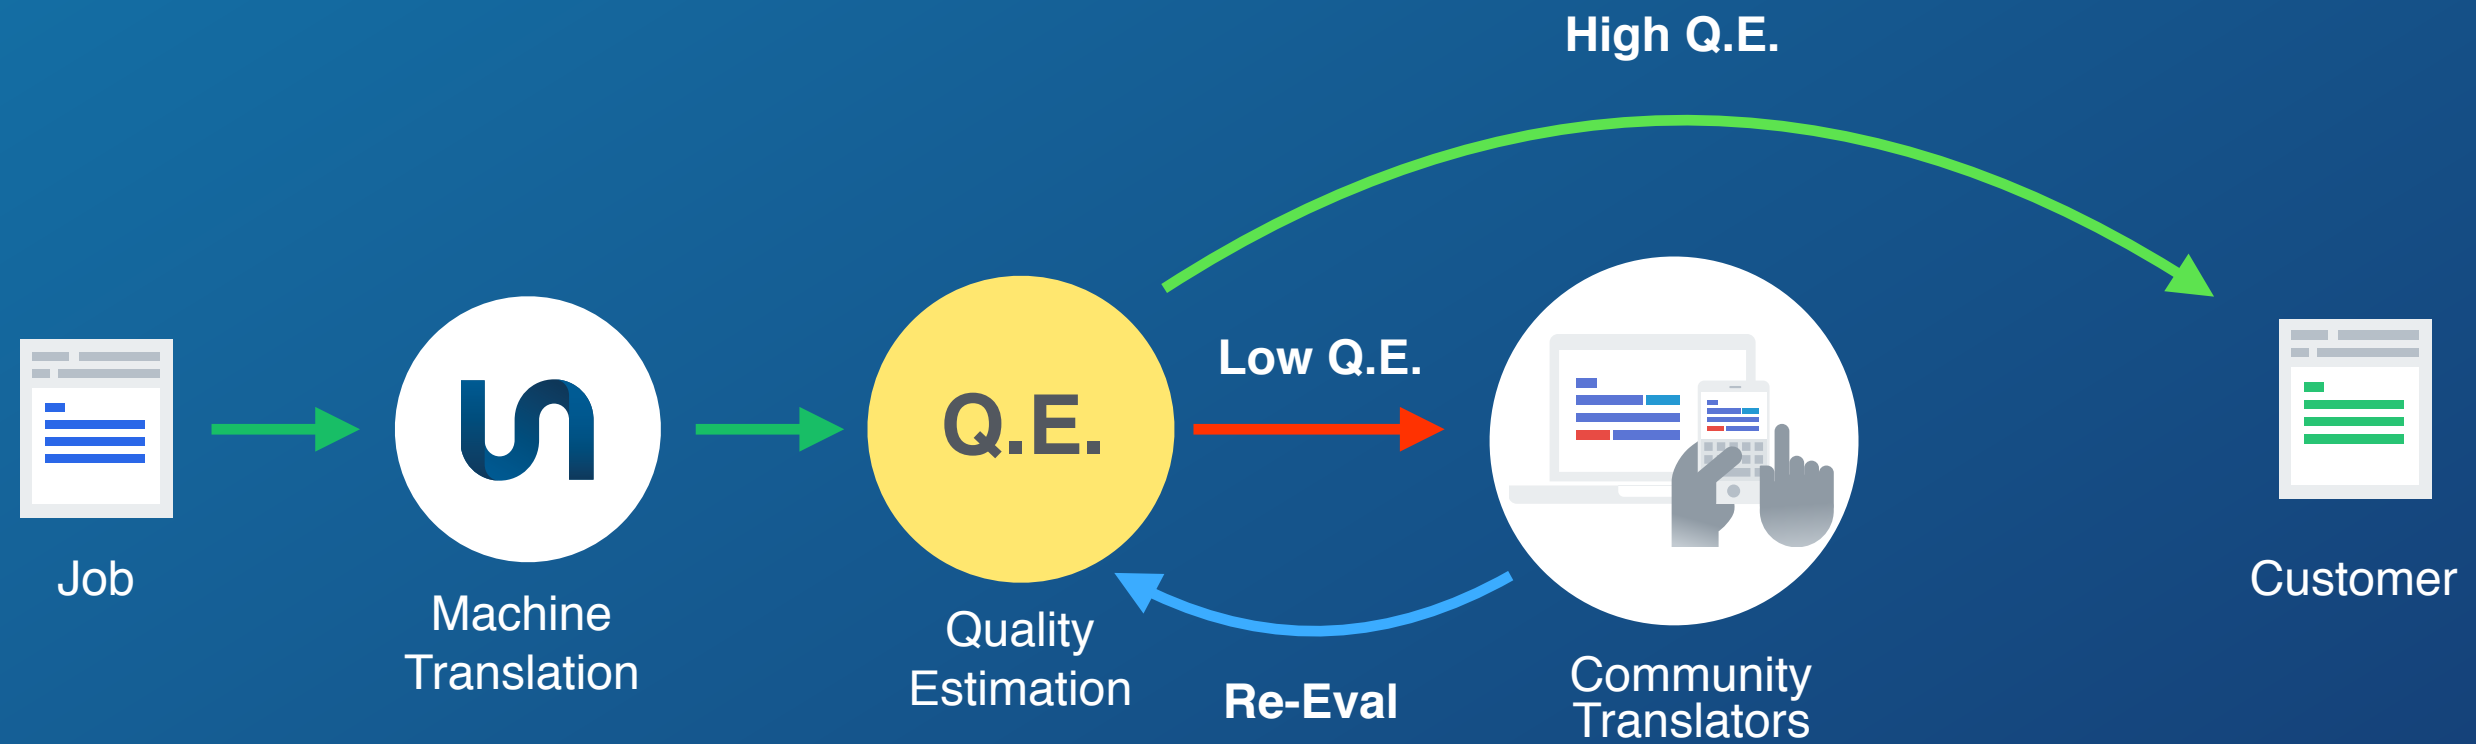 High Q.E.
Low Q.E.
Q.E.
Job
Machine
Translation
Quality
Estimation
Re-Eval
Community
Translators
Customer